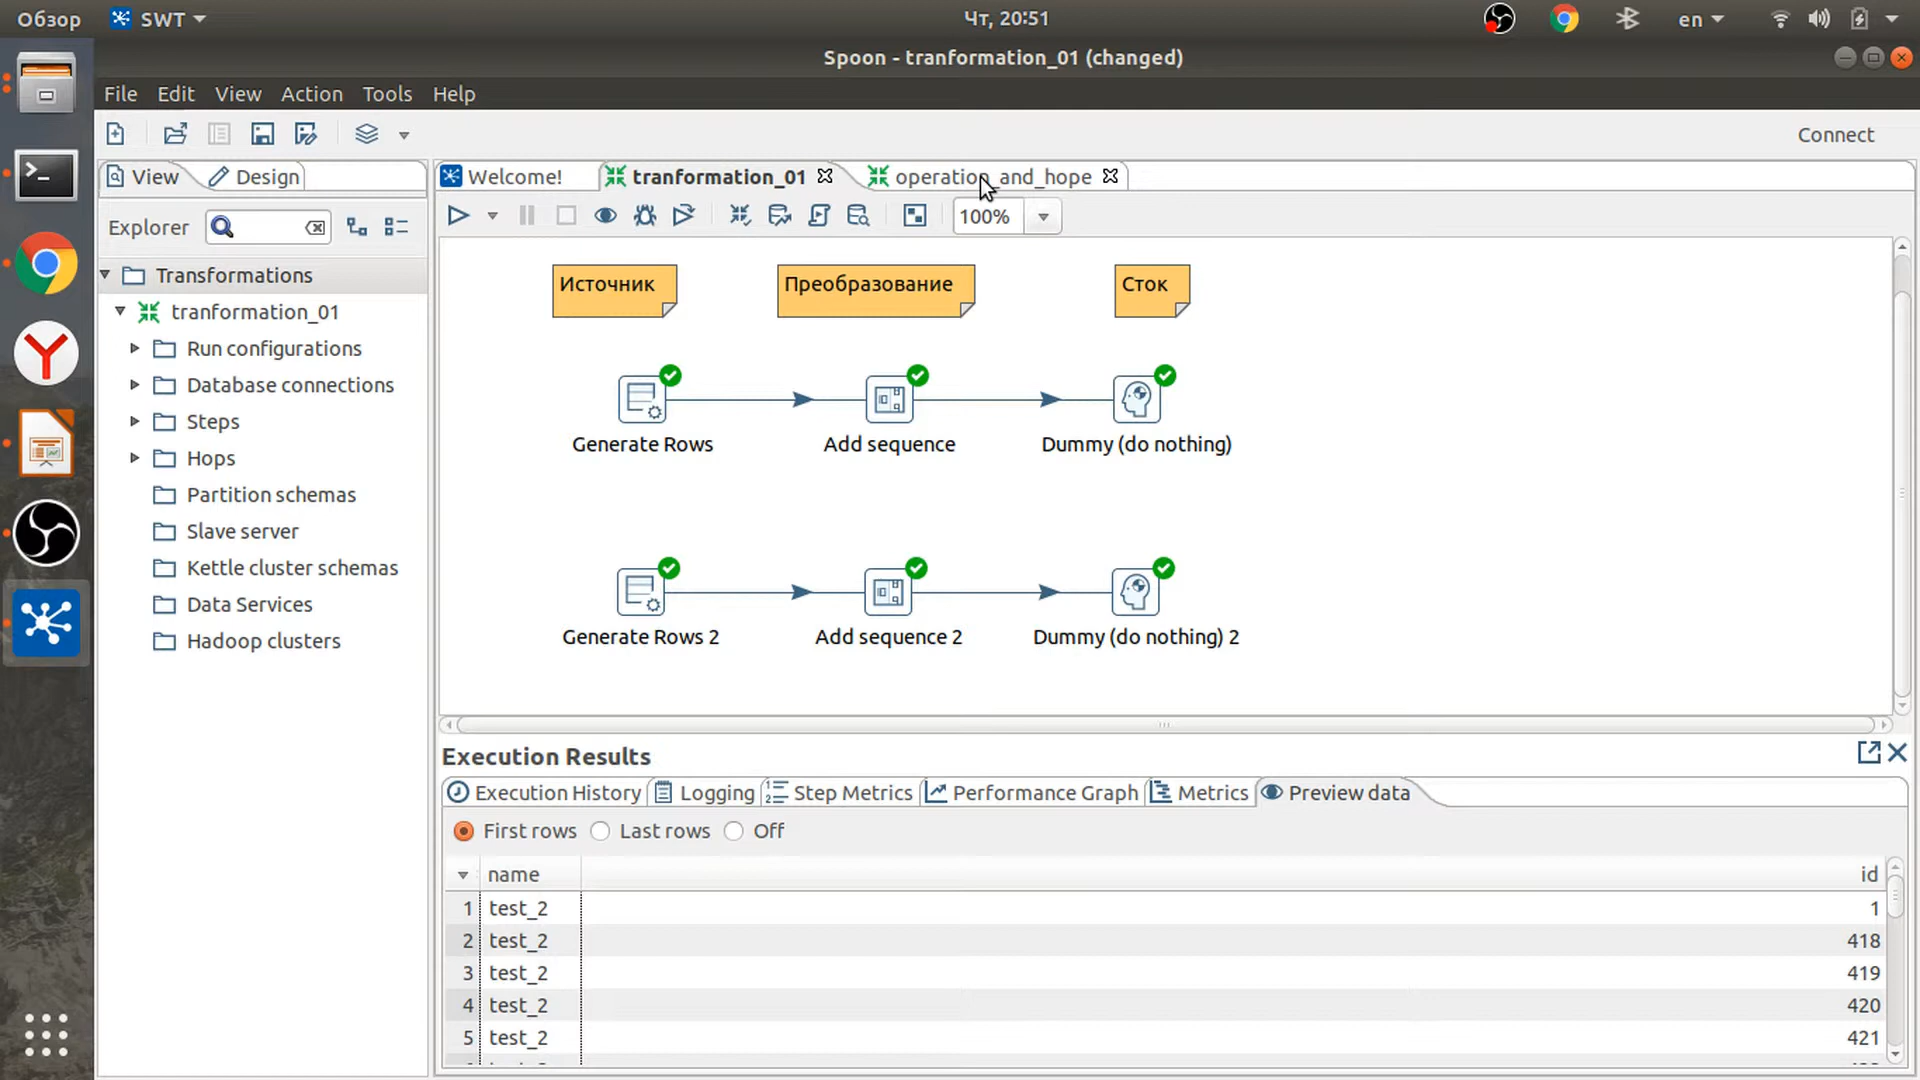 Обзор SWT Чт, 20:51 en
Spoon - tranformation_01 (changed)
File Edit View Action Tools Help
Connect
View Design Welcome! tranformation_01 operation_and_hope
Explorer 100%
Transformations
tranformation_01
Run configurations
Database connections
Steps
Hops
Partition schemas
Slave server
Kettle cluster schemas
Data Services
Hadoop clusters
Источник Преобразование Сток
Generate Rows Add sequence Dummy (do nothing)
Generate Rows 2 Add sequence 2 Dummy (do nothing) 2
Execution Results
Execution History Logging Step Metrics Performance Graph Metrics Preview data
First rows Last rows Off
name id
1 test_2 1
2 test_2 418
3 test_2 419
4 test_2 420
5 test_2 421